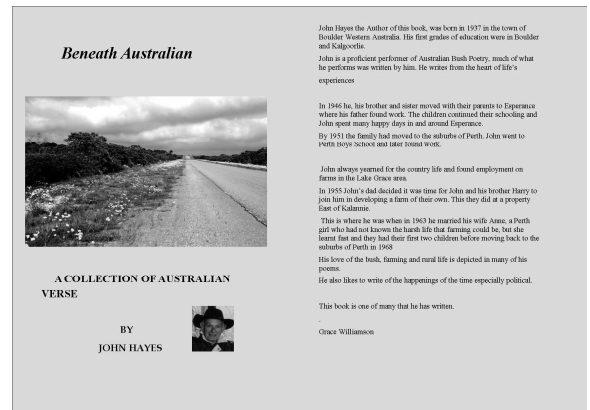 Beneath Australian
A COLLECTION OF AUSTRALIAN
VERSE
BY
JOHN HAYES
John Hayes the Author of this book, was born in 1937 in the town of
Boulder Western Australia. His first grades of education were in Boulder
and Kalgoorlie.
John is a proficient performer of Australian Bush Poetry, much of what
he performs was written by him. He writes from the heart of life's
experiences
In 1946 he, his brother and sister moved with their parents to Esperance
where his father found work. The children continued their schooling and
John spent many happy days in and around Esperance.
By 1951 the family had moved to the suburbs of Perth. John went to
Perth Boys School and later found work.
John always yearned for the country life and found employment on
farms in the Lake Grace area.
In 1955 John's dad decided it was time for John and his brother Harry to
join him in developing a farm of their own. This they did at a property
East of Kalannie.
This is where he was when in 1963 he married his wife Anne, a Perth
girl who had not known the harsh life that farming could be, but she
learnt fast and they had their first two children before moving back to the
suburbs of Perth in 1968
His love of the bush, farming and rural life is depicted in many of his
poems.
He also likes to write of the happenings of the time especially political.
This book is one of many that he has written.
.
Grace Williamson